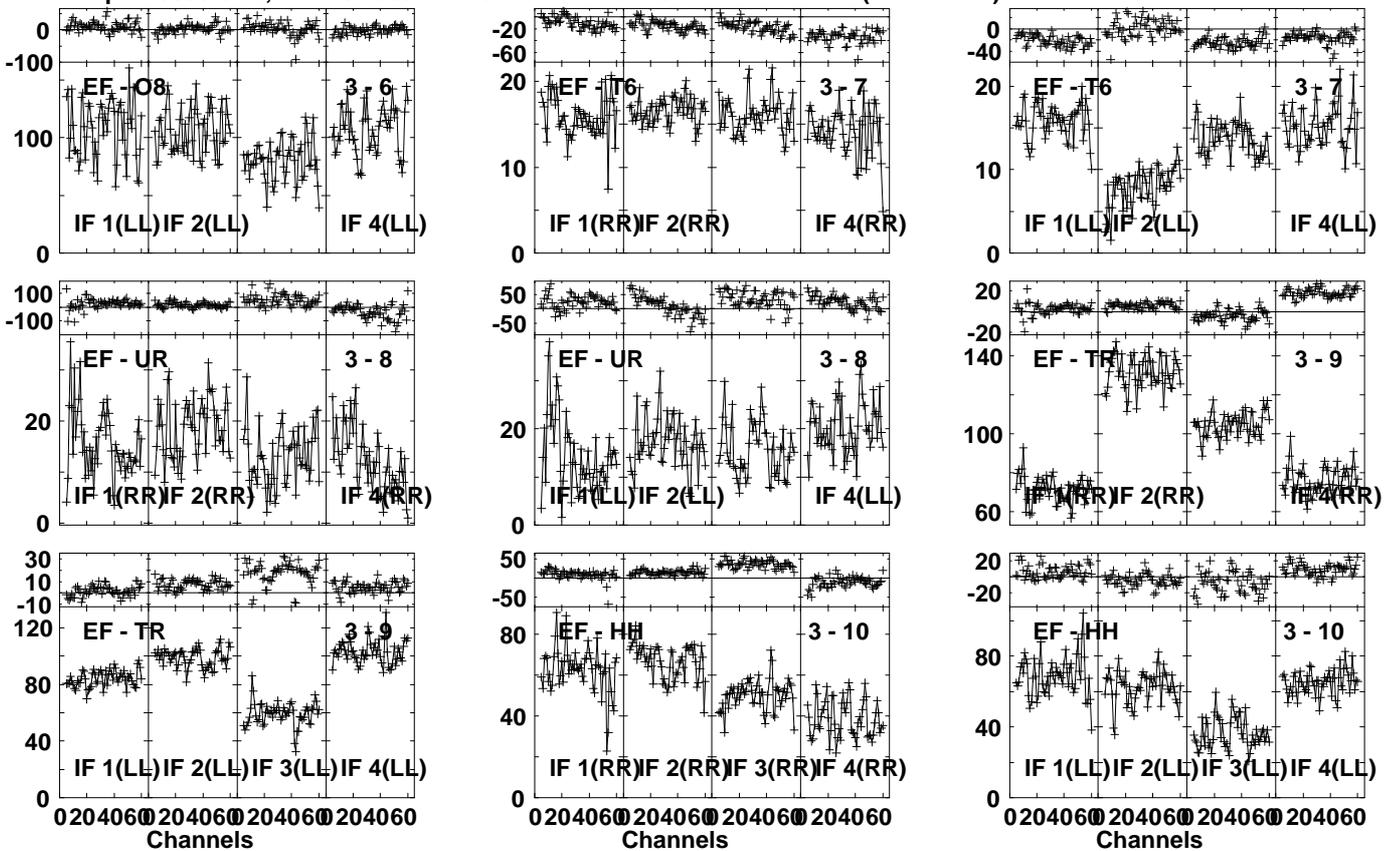 0
-100
EF - O8 3 - 6
100
IF 1(LL) IF 2(LL) IF 4(LL)
0
-20
-60
20
EF - T6 3 - 7
10
IF 1(RR) IF 2(RR) IF 4(RR)
0
0
-40
20
EF - T6 3 - 7
10
IF 1(LL) IF 2(LL) IF 4(LL)
0
100
-100
EF - UR 3 - 8
20
IF 1(RR) IF 2(RR) IF 4(RR)
0
50
-50
EF - UR 3 - 8
20
IF 1(LL) IF 2(LL) IF 4(LL)
0
20
-20
140
EF - TR 3 - 9
100
IF 1(RR) IF 2(RR) IF 4(RR)
60
30
10
-10
120
EF - TR 3 - 9
80
40
IF 1(LL) IF 2(LL) IF 3(LL) IF 4(LL)
0
0 20 40 60 0 20 40 60 0 20 40 60 0 20 40 60
Channels
50
-50
80
EF - HH 3 - 10
40
IF 1(RR) IF 2(RR) IF 3(RR) IF 4(RR)
0
0 20 40 60 0 20 40 60 0 20 40 60 0 20 40 60
Channels
20
-20
EF - HH 3 - 10
80
40
IF 1(LL) IF 2(LL) IF 3(LL) IF 4(LL)
0
0 20 40 60 0 20 40 60 0 20 40 60 0 20 40 60
Channels